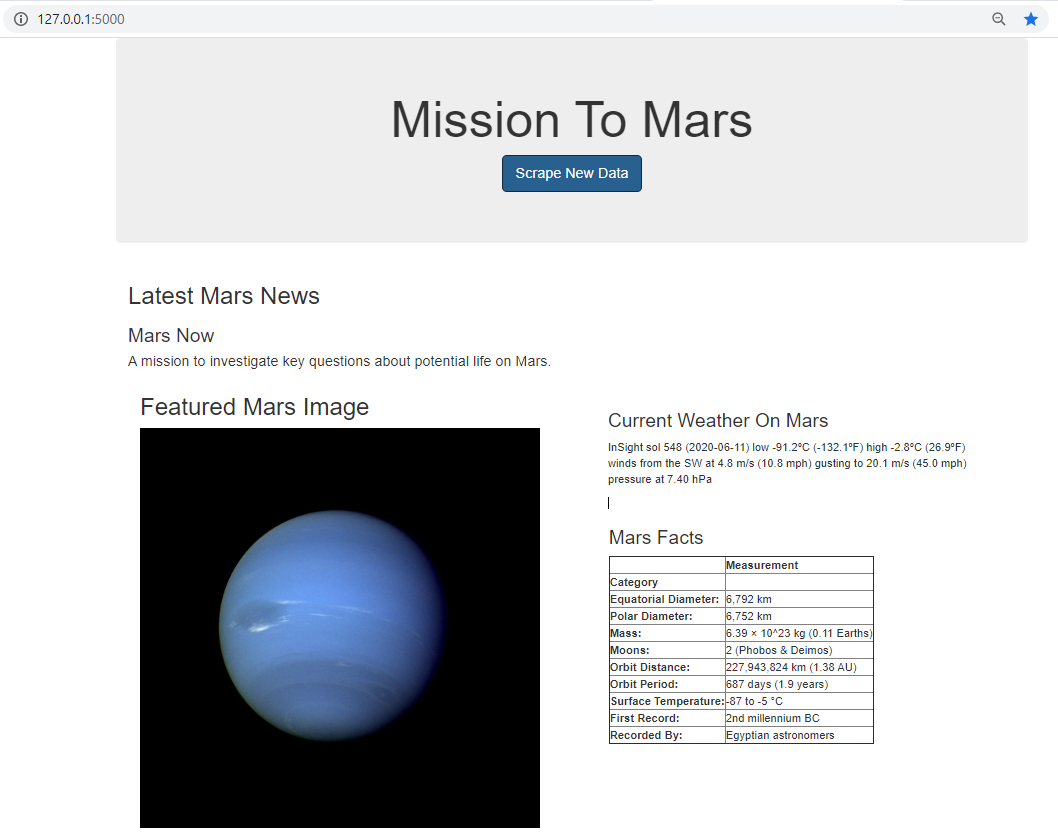 127.0.0.1:5000
Mission To Mars
Scrape New Data
Latest Mars News
Mars Now
A mission to investigate key questions about potential life on Mars.
Featured Mars Image
Current Weather On Mars
InSight sol 548 (2020-06-11) low -91.2ºC (-132.1ºF) high -2.8ºC (26.9ºF)
winds from the SW at 4.8 m/s (10.8 mph) gusting to 20.1 m/s (45.0 mph)
pressure at 7.40 hPa
Mars Facts
Measurement
Category
Equatorial Diameter: 6,792 km
Polar Diameter: 6,752 km
Mass: 6.39 × 10^23 kg (0.11 Earths)
Moons: 2 (Phobos & Deimos)
Orbit Distance: 227,943,824 km (1.38 AU)
Orbit Period: 687 days (1.9 years)
Surface Temperature: -87 to -5 °C
First Record: 2nd millennium BC
Recorded By: Egyptian astronomers